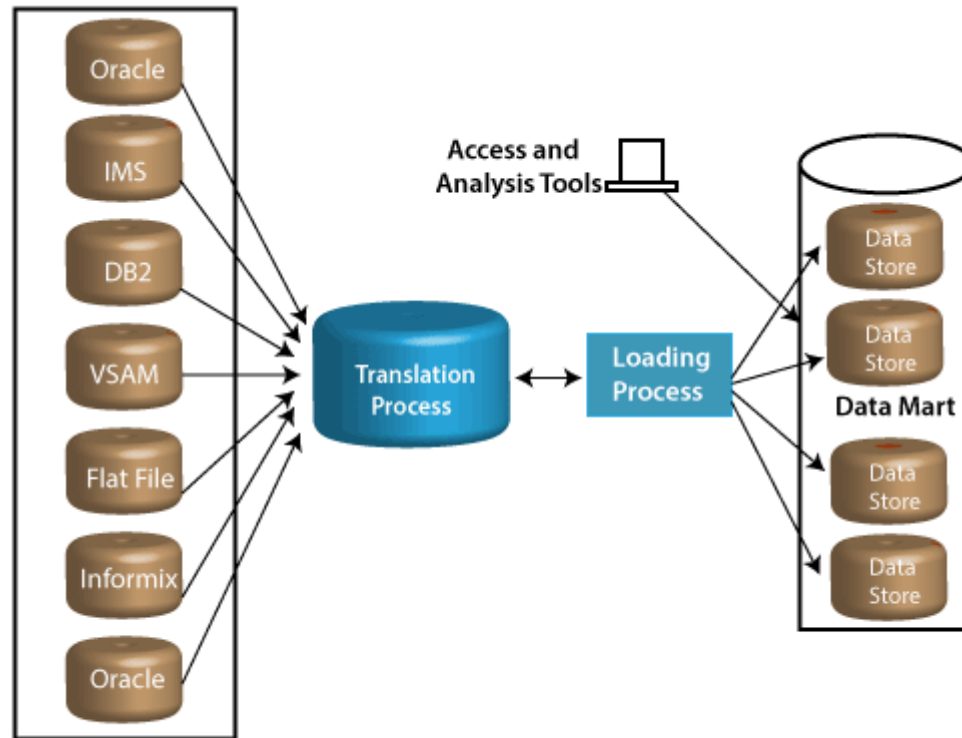 Oracle
IMS
DB2
VSAM
Flat File
Informix
Oracle
Translation
Process
Access and
Analysis Tools
Loading
Process
Data
Store
Data
Store
Data Mart
Data
Store
Data
Store